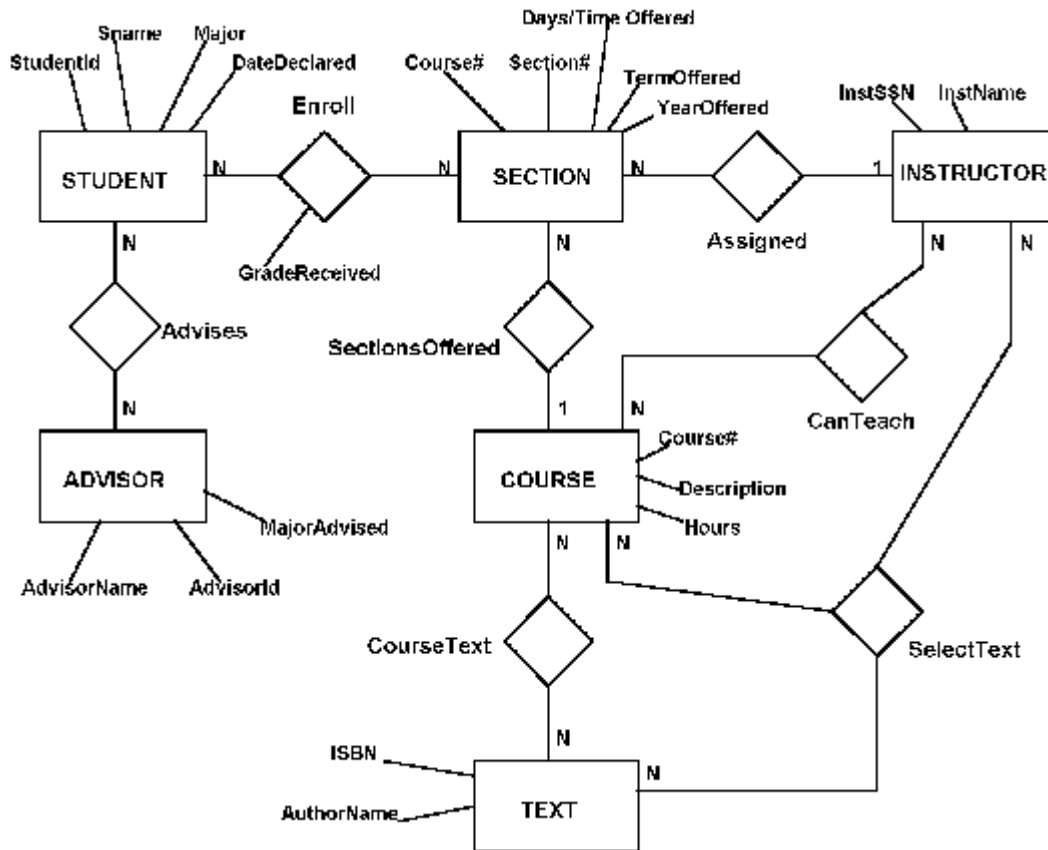 Days/Time Offered
Sname
Major
StudentId
DateDeclared
Course#
Section#
TermOffered
YearOffered
InstSSN
InstName
Enroll
STUDENT
N
N
SECTION
N
1
INSTRUCTOR
GradeReceived
Assigned
N
N
N
N
Advises
SectionsOffered
CanTeach
N
1
N
ADVISOR
MajorAdvised
AdvisorName
AdvisorId
COURSE
Course#
Description
Hours
N
N
CourseText
SelectText
N
N
ISBN
AuthorName
TEXT